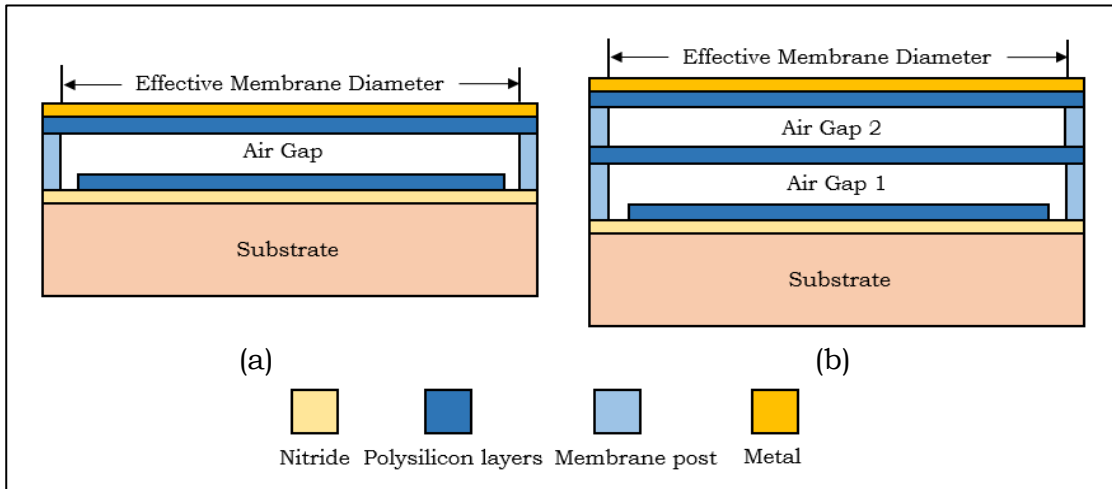 Effective Membrane Diameter
Air Gap
Substrate
(a)
Effective Membrane Diameter
Air Gap 2
Air Gap 1
Substrate
(b)
Nitride
Polysilicon layers
Membrane post
Metal